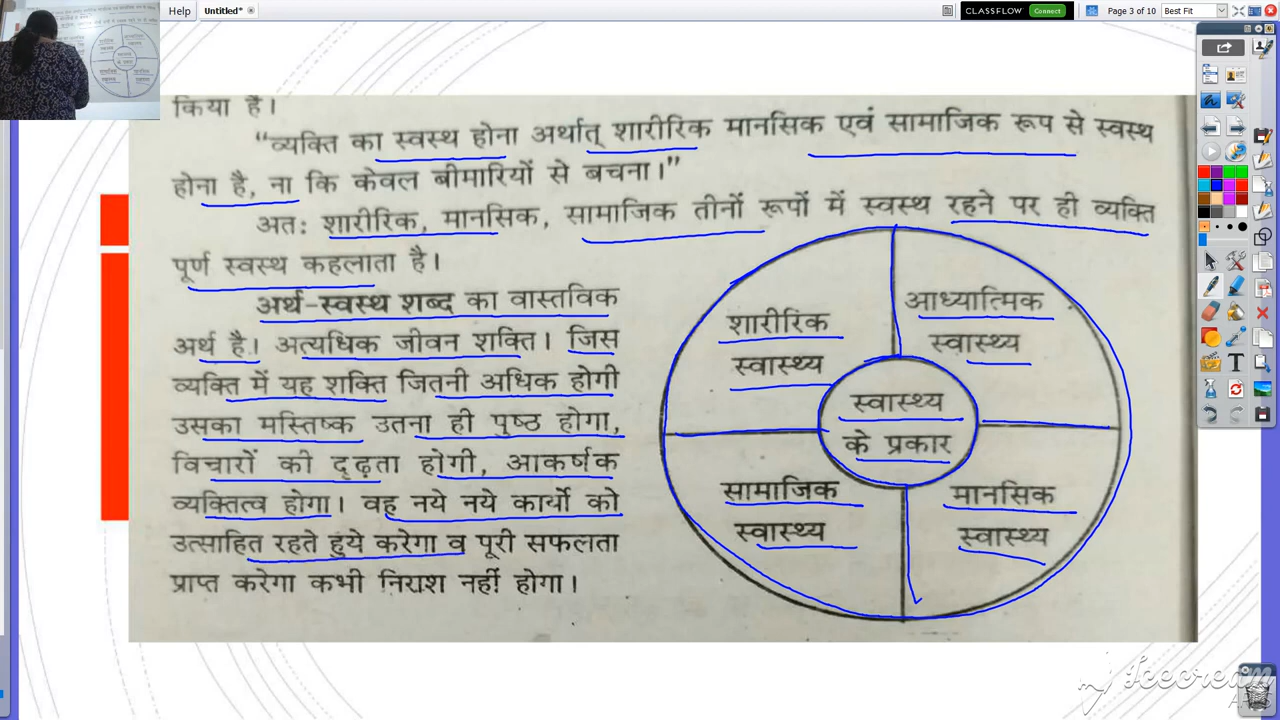 Help
Untitled*
CLASSFLOW
Connect
Page 3 of 10
Best Fit
किया है।
“व्यक्ति का स्वस्थ होना अर्थात् शारीरिक मानसिक एवं सामाजिक रूप से स्वस्थ
होना है, ना कि केवल बीमारियों से बचना।”
अतः शारीरिक, मानसिक, सामाजिक तीनों रूपों में स्वस्थ रहने पर ही व्यक्ति
पूर्ण स्वस्थ कहलाता है।
अर्थ-स्वस्थ शब्द का वास्तविक
अर्थ है। अत्यधिक जीवन शक्ति। जिस
व्यक्ति में यह शक्ति जितनी अधिक होगी
उसका मस्तिष्क उतना ही पुष्ठ होगा,
विचारों की दृढ़ता होगी, आकर्षक
व्यक्तित्व होगा। वह नये नये कार्यो को
उत्साहित रहते हुये करेगा व पूरी सफलता
प्राप्त करेगा कभी निराश नहीं होगा।
शारीरिक
स्वास्थ्य
आध्यात्मिक
स्वास्थ्य
स्वास्थ्य
के प्रकार
सामाजिक
स्वास्थ्य
मानसिक
स्वास्थ्य
Icecream
APPS